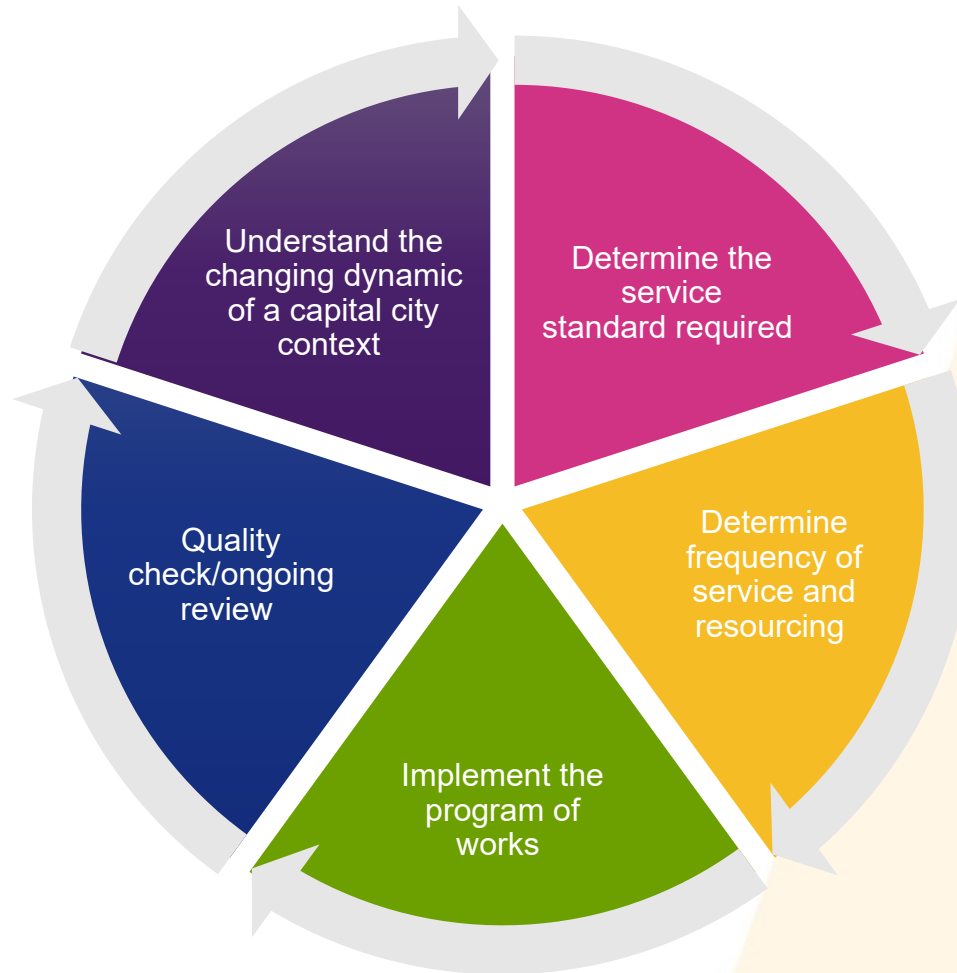 Understand the
changing dynamic
of a capital city
context
Determine the
service
standard required
Determine
frequency of
service and
resourcing
Implement the
program of
works
Quality
check/ongoing
review